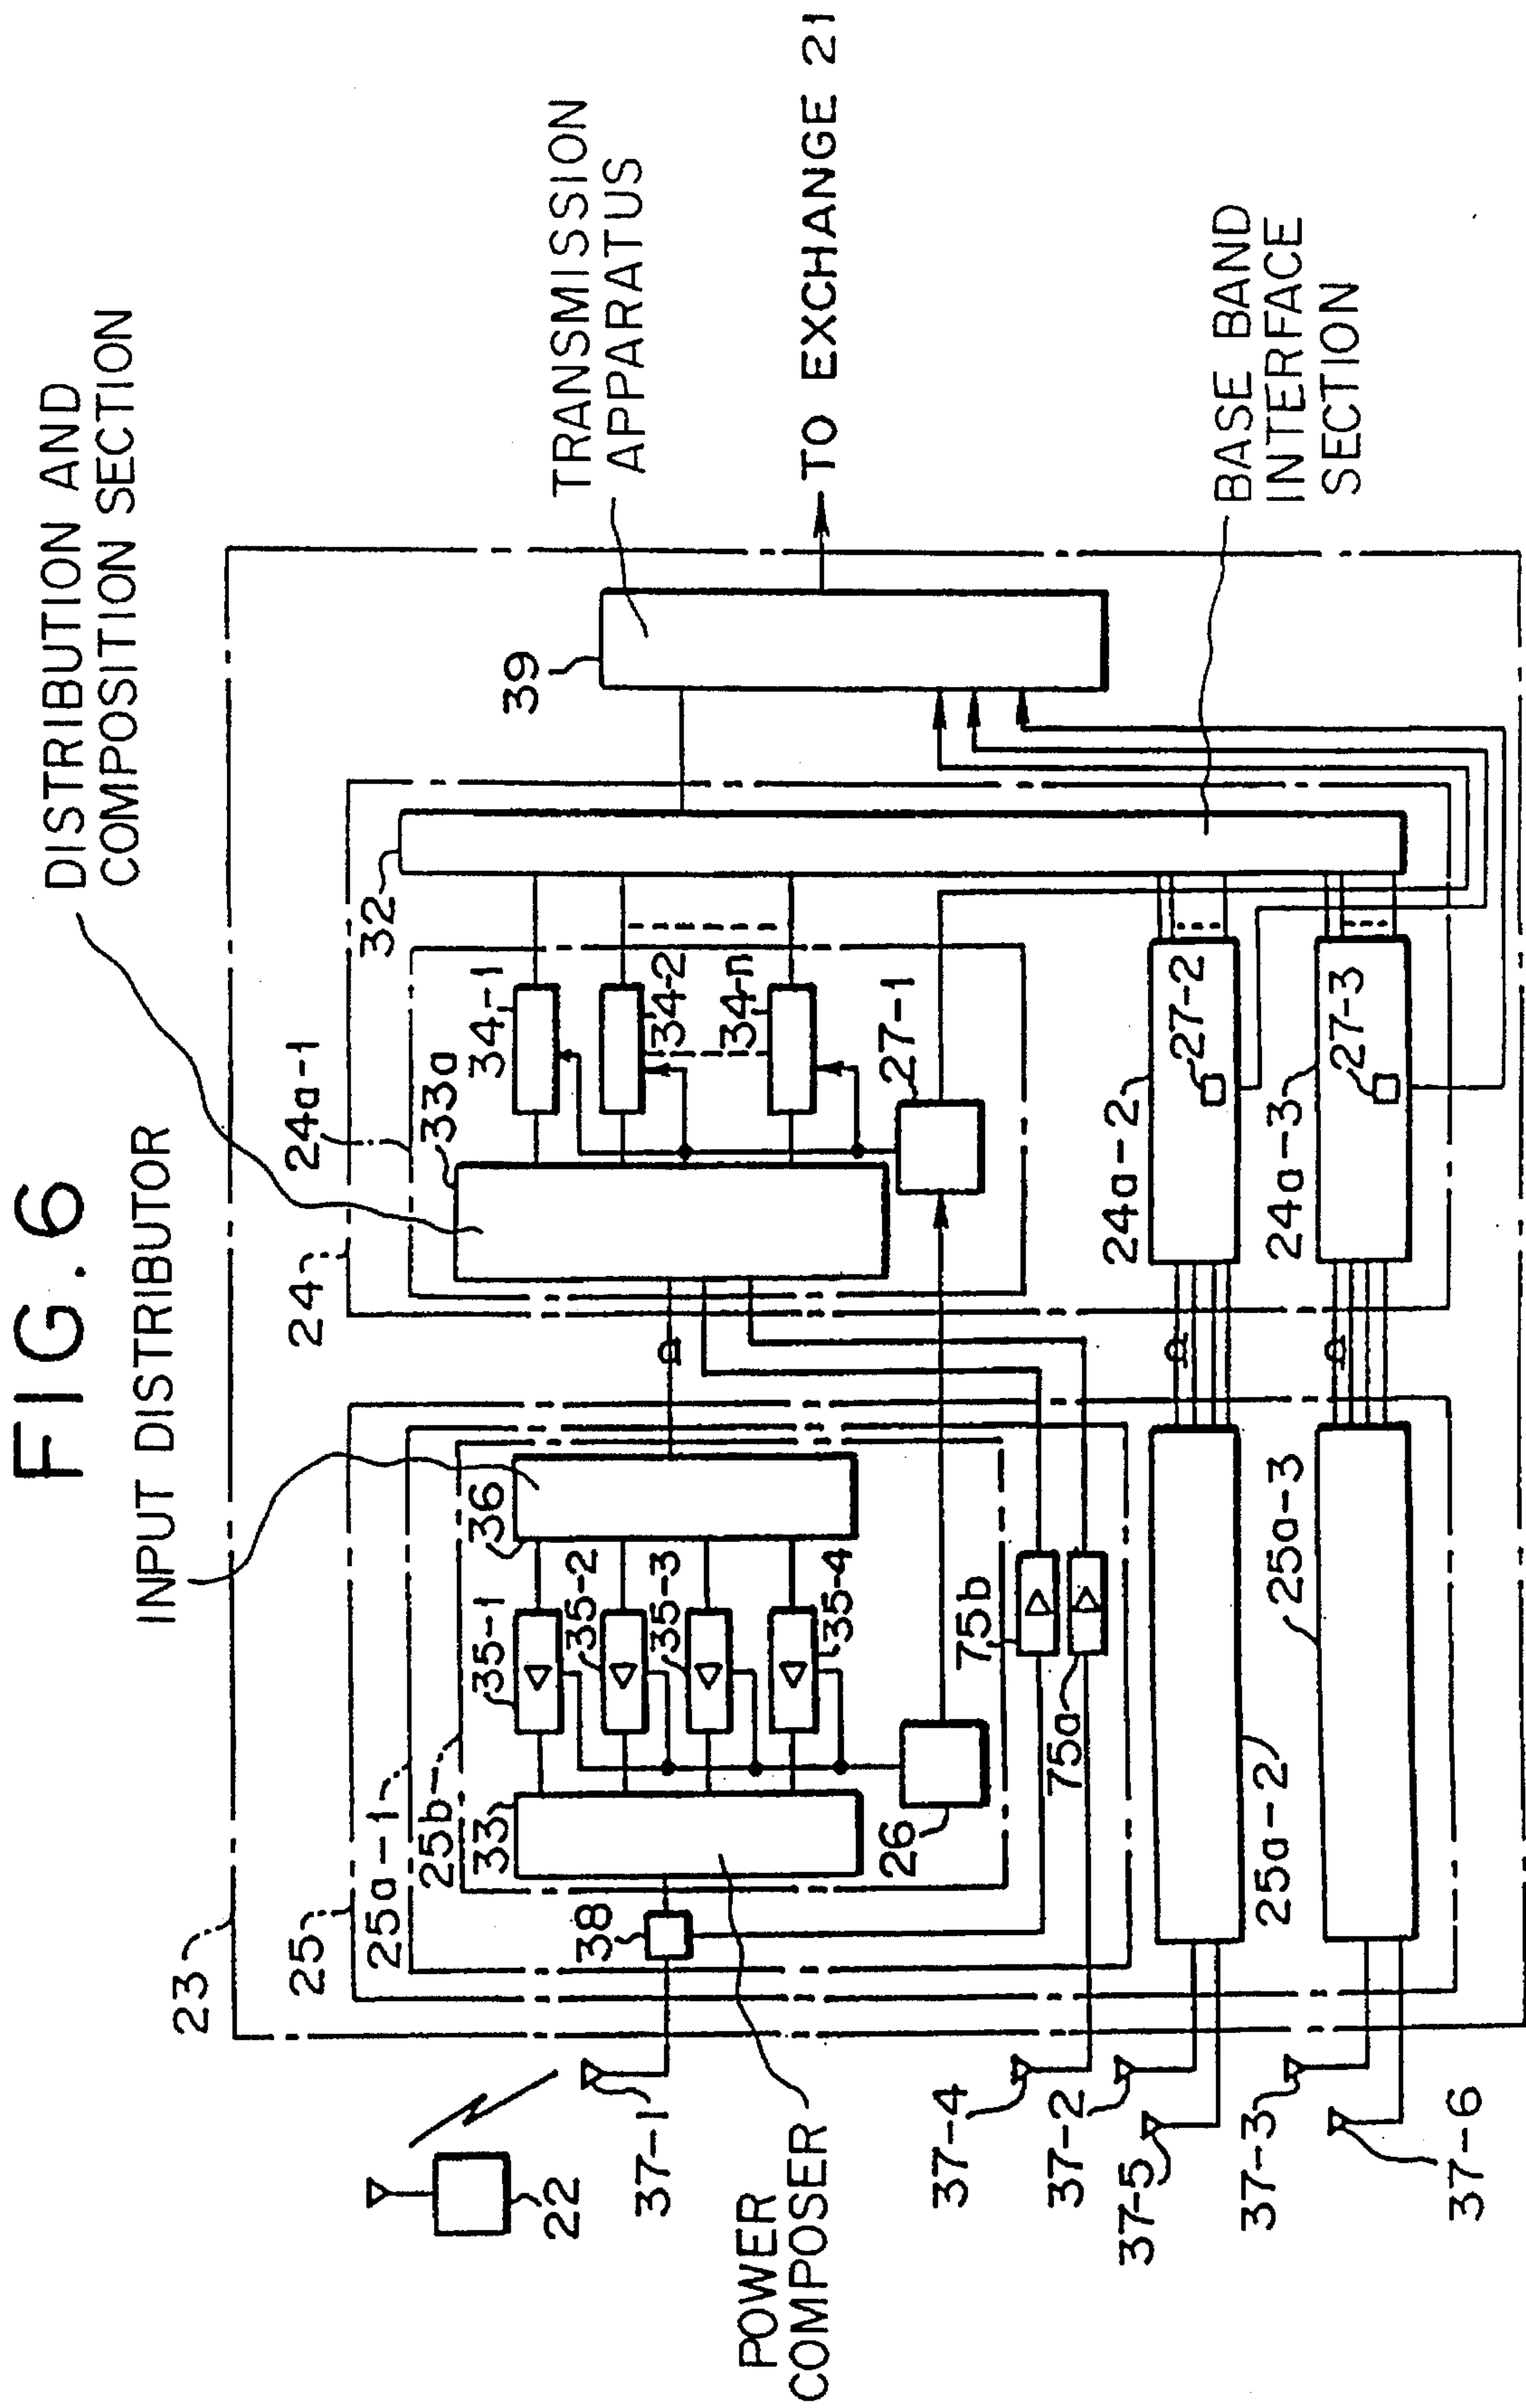 FIG. 6
DISTRIBUTION AND
COMPOSITION SECTION
INPUT DISTRIBUTOR
TRANSMISSION
APPARATUS
TO EXCHANGE 21
BASE BAND
INTERFACE
SECTION
POWER
COMPOSER
23
25
25a-1
25b
33
35-1
35-2
35-3
35-4
36
26
38
75b
75a
25a-2
25a-3
24
24a-1
33a
34-1
34-2
34-n
27-1
32
39
24a-2
27-2
24a-3
27-3
a
a
a
22
37-1
37-4
37-2
37-5
37-3
37-6